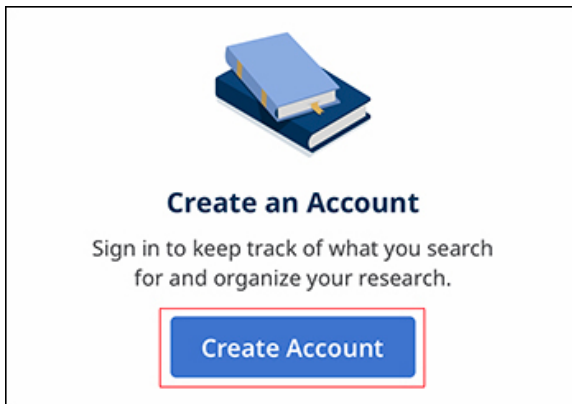 Create an Account
Sign in to keep track of what you search
for and organize your research.
Create Account